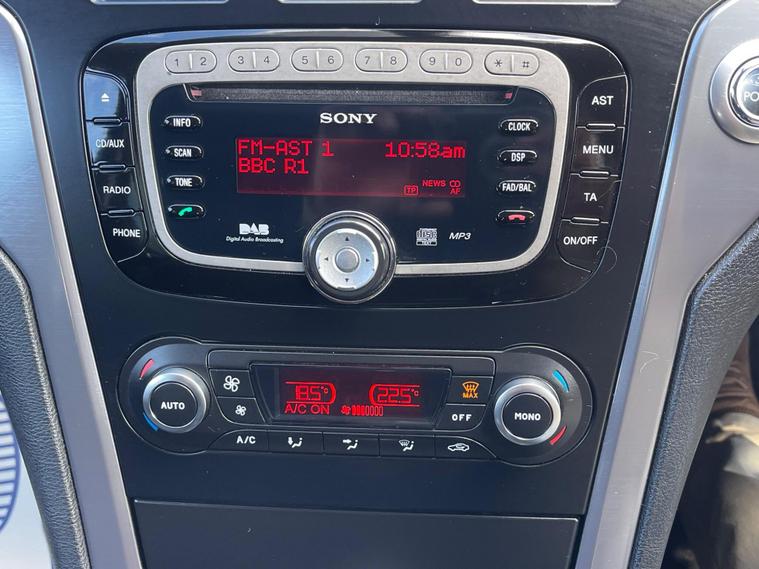 1 2 3 4 5 6 7 8 9 0 * #
AST
INFO SONY CLOCK
CD/AUX FM-AST 1 10:58am MENU
SCAN BBC R1 DSP
RADIO TONE NEWS CO FAD/BAL TA
TP AF
PHONE DAB MP3 ON/OFF
Digital Audio Broadcasting
18.5°C 22.5°C MAX
AUTO A/C ON OFF MONO
A/C